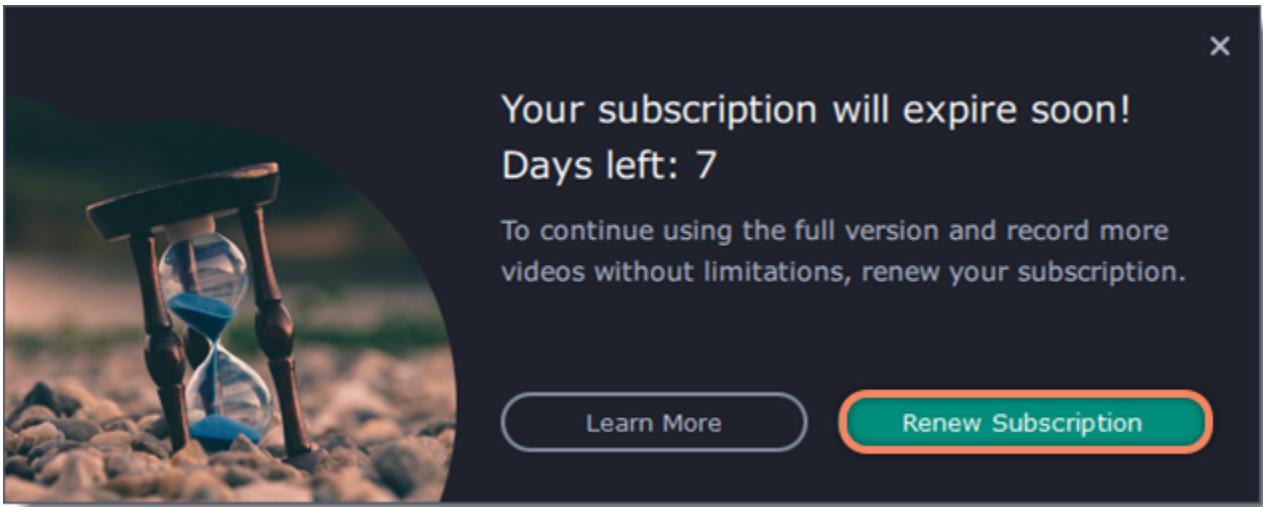 Your subscription will expire soon!
Days left: 7
To continue using the full version and record more
videos without limitations, renew your subscription.
Learn More
Renew Subscription